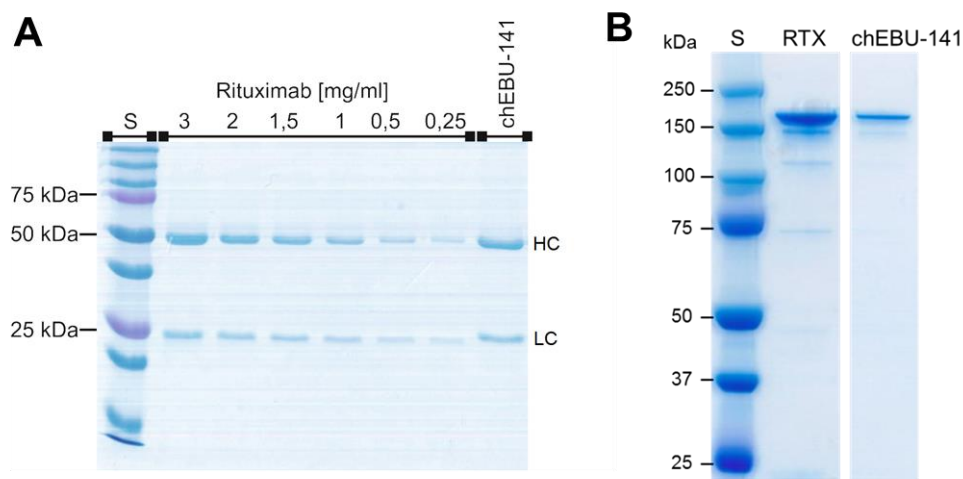 A
Rituximab [mg/ml]
chEBU-141
S 3 2 1,5 1 0,5 0,25
75 kDa
50 kDa
HC
25 kDa
LC
B
kDa S RTX chEBU-141
250
150
100
75
50
37
25